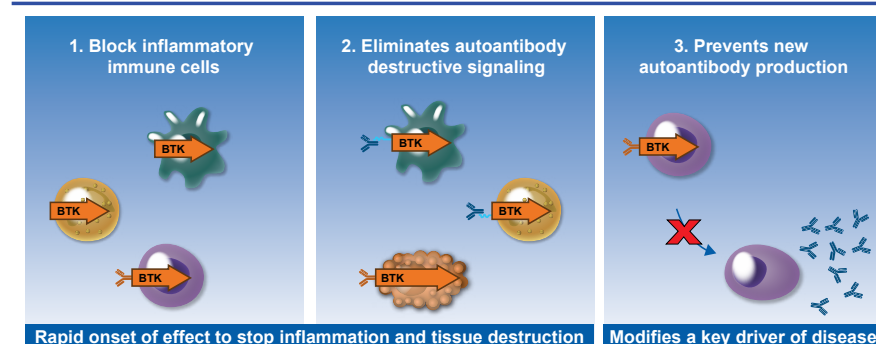 1. Block inflammatory
immune cells
BTK
BTK
BTK
2. Eliminates autoantibody
destructive signaling
BTK
BTK
BTK
3. Prevents new
autoantibody production
BTK
Rapid onset of effect to stop inflammation and tissue destruction
Modifies a key driver of disease